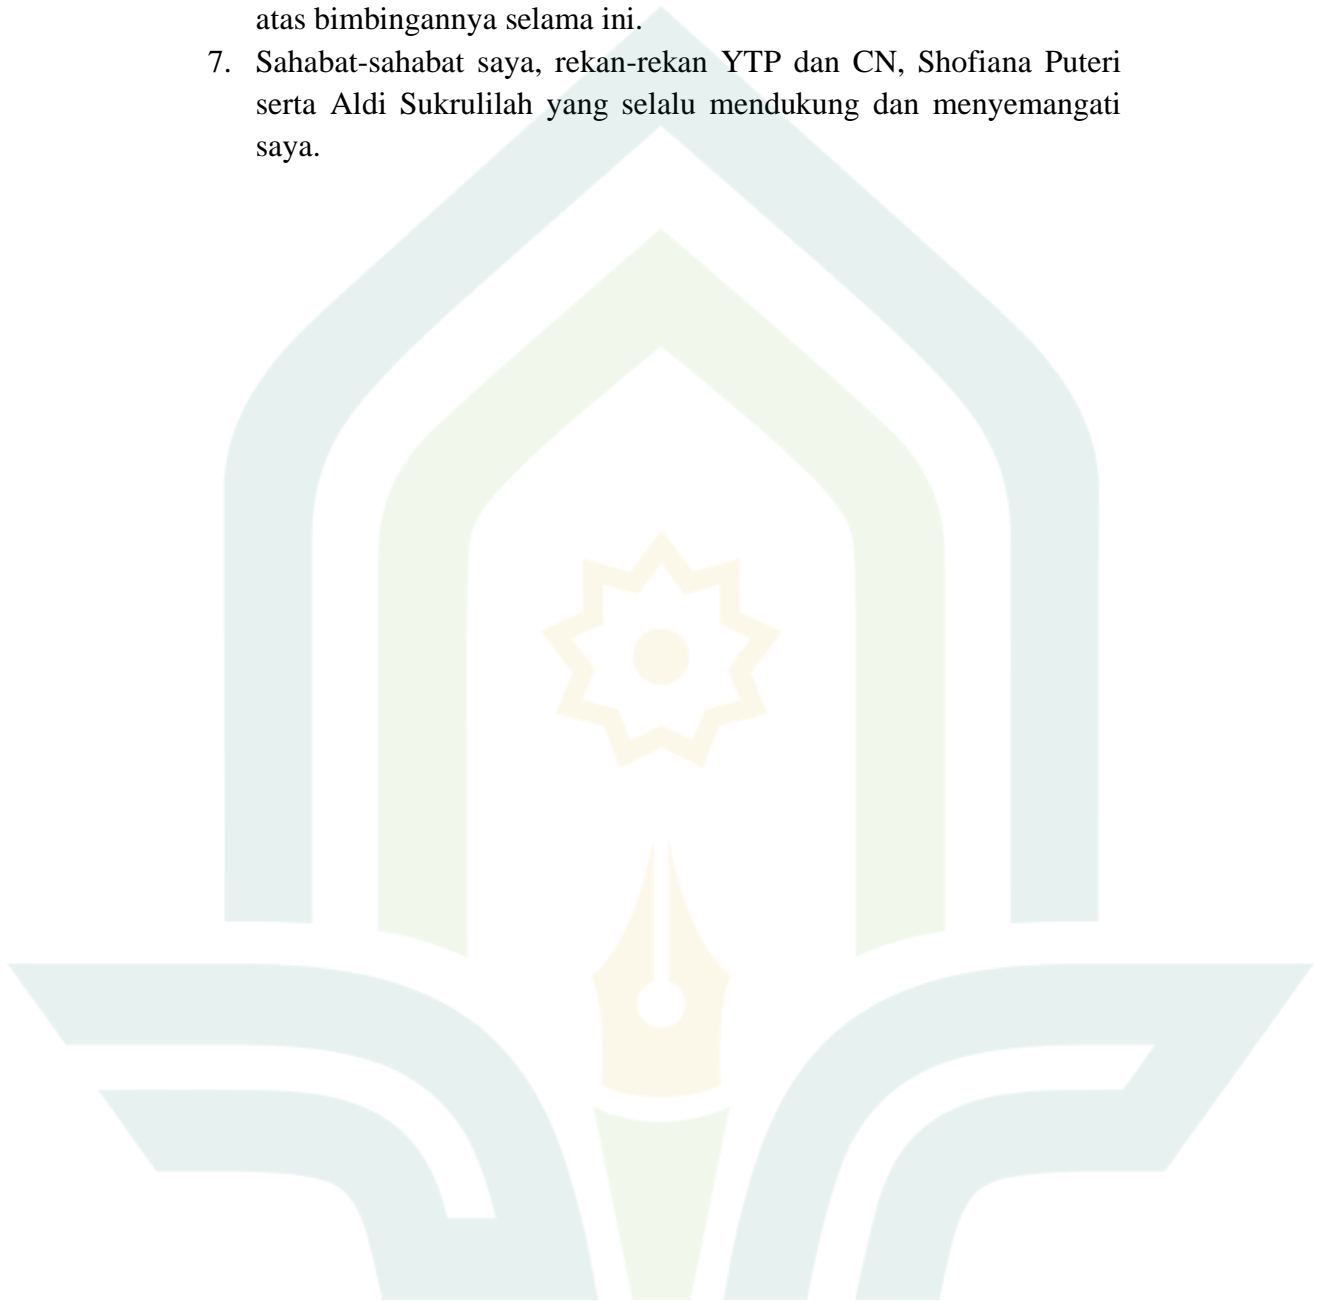 atas bimbingannya selama ini.
7. Sahabat-sahabat saya, rekan-rekan YTP dan CN, Shofiana Puteri
serta Aldi Sukrulilah yang selalu mendukung dan menyemangati
saya.